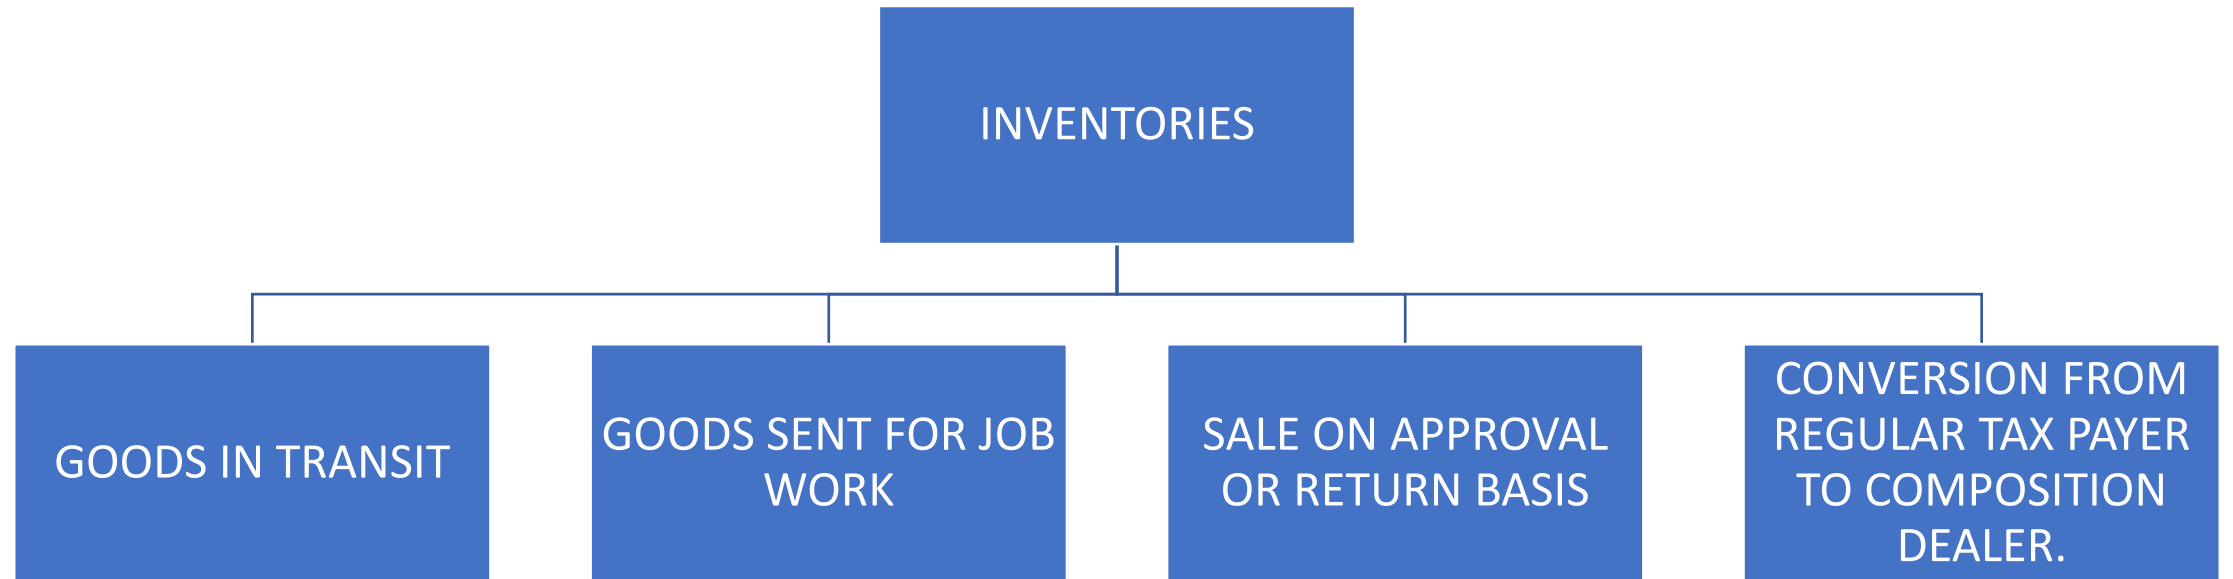 INVENTORIES
GOODS IN TRANSIT
GOODS SENT FOR JOB
WORK
SALE ON APPROVAL
OR RETURN BASIS
CONVERSION FROM
REGULAR TAX PAYER
TO COMPOSITION
DEALER.